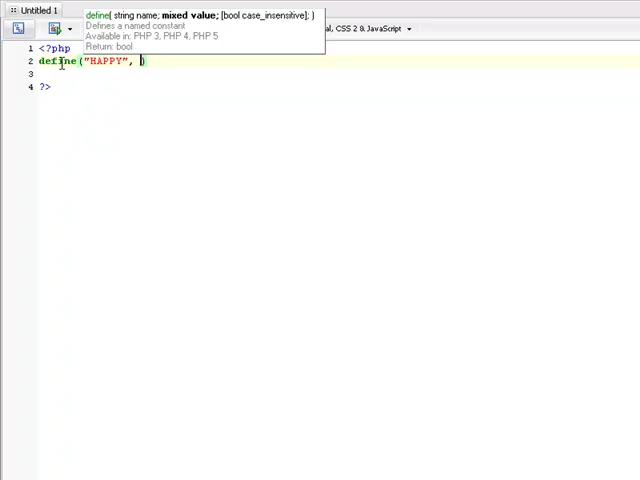 Untitled 1
define( string name; mixed value; [bool case_insensitive]; )
Defines a named constant
Available in: PHP 3, PHP 4, PHP 5
Return: bool
al, CSS 2 & JavaScript
1 <?php
2 define("HAPPY", )
3
4 ?>